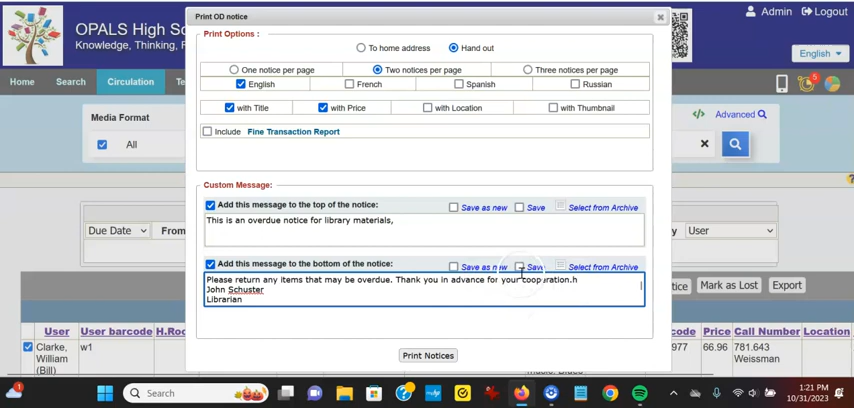 Print OD notice
Admin Logout
OPALS High Sc
Knowledge, Thinking, F
English
Home Search Circulation Te
5
Media Format
All
Advanced
Print Options :
To home address Hand out
One notice per page Two notices per page Three notices per page
English French Spanish Russian
with Title with Price with Location with Thumbnail
Include Fine Transaction Report
Custom Message:
Add this message to the top of the notice: Save as new Save Select from Archive
This is an overdue notice for library materials,
Add this message to the bottom of the notice: Save as new Save Select from Archive
Please return any items that may be overdue. Thank you in advance for your cooperation.h
John Schuster
Librarian
Print Notices
Due Date From
y User
tice Mark as Lost Export
User User barcode H.Roo
code Price Call Number Location
Clarke,
William
(Bill)
w1
977 66.96 781.643
Weissman
1
Search
1:21 PM
10/31/2023